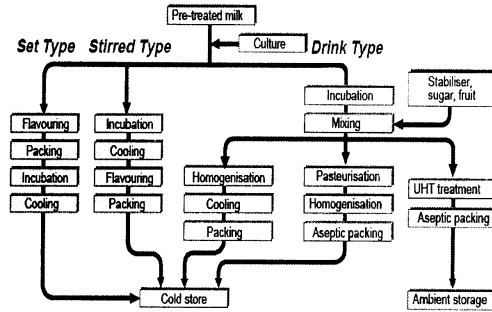 Pre-treated milk
Culture
Set Type
Stirred Type
Drink Type
Stabiliser,
sugar, fruit
Incubation
Mixing
Flavouring
Packing
Incubation
Cooling
Incubation
Cooling
Flavouring
Packing
Homogenisation
Cooling
Packing
Pasteurisation
Homogenisation
Aseptic packing
UHT treatment
Aseptic packing
Cold store
Ambient storage